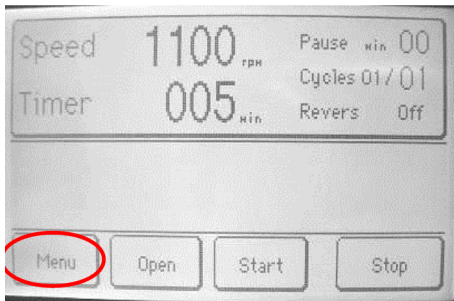 Speed 1100 rpm Pause min 00
Cycles 01/01
Timer 005 min Revers Off
Menu Open Start Stop